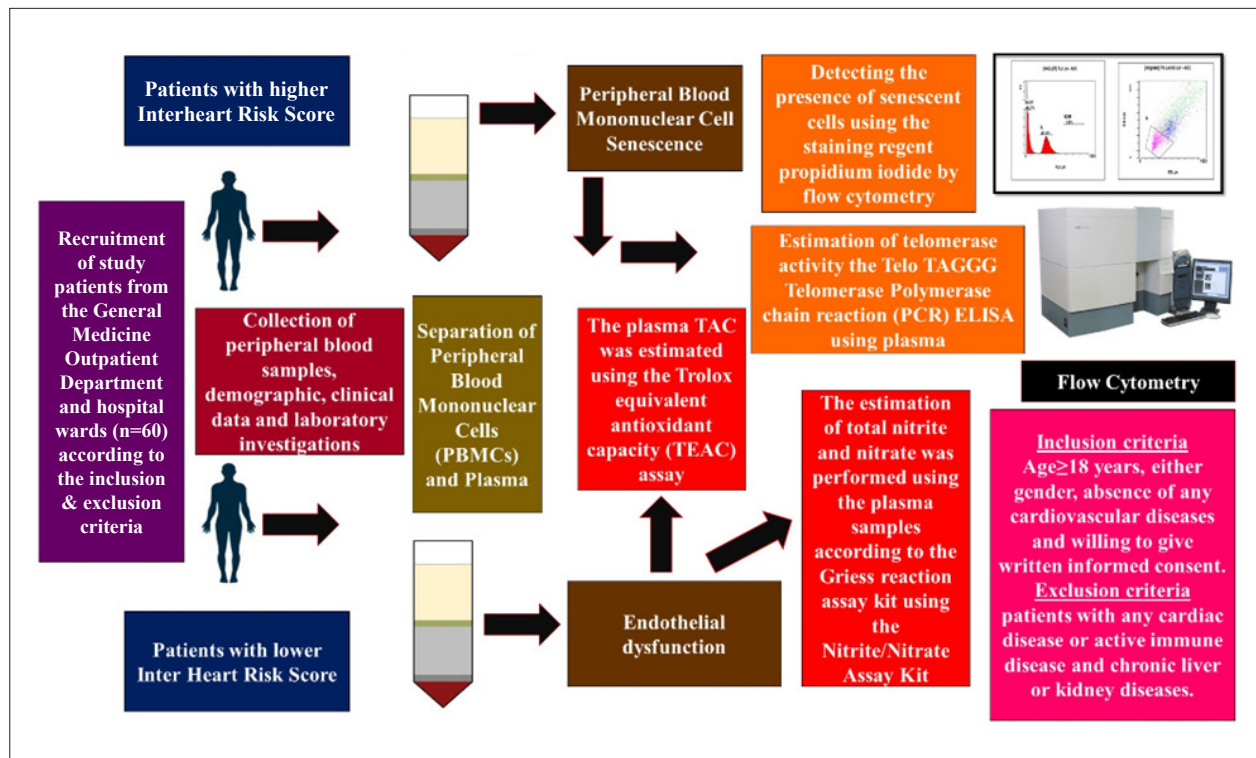 Patients with higher
Interheart Risk Score
Recruitment
of study
patients from
the General
Medicine
Outpatient
Department
and hospital
wards (n=60)
according to
the inclusion
& exclusion
criteria
Collection of
peripheral blood
samples,
demographic, clinical
data and laboratory
investigations
Patients with lower
Inter Heart Risk Score
Separation of
Peripheral
Blood
Mononuclear
Cells
(PBMCs) and
Plasma
Peripheral Blood
Mononuclear Cell
Senescence
The plasma TAC
was estimated
using the Trolox
equivalent
antioxidant
capacity (TEAC)
assay
Endothelial
dysfunction
Detecting the
presence of senescent
cells using the
staining regent
propidium iodide by
flow cytometry
Estimation of telomerase
activity the Telo TAGGG
Telomerase Polymerase
chain reaction (PCR) ELISA
using plasma
The estimation
of total nitrite
and nitrate was
performed using
the plasma
samples
according to the
Griess reaction
assay kit using
the
Nitrite/Nitrate
Assay Kit
Flow Cytometry
Inclusion criteria
Age≥18 years, either
gender, absence of any
cardiovascular diseases
and willing to give
written informed consent.
Exclusion criteria
patients with any cardiac
disease or active immune
disease and chronic liver
or kidney diseases.